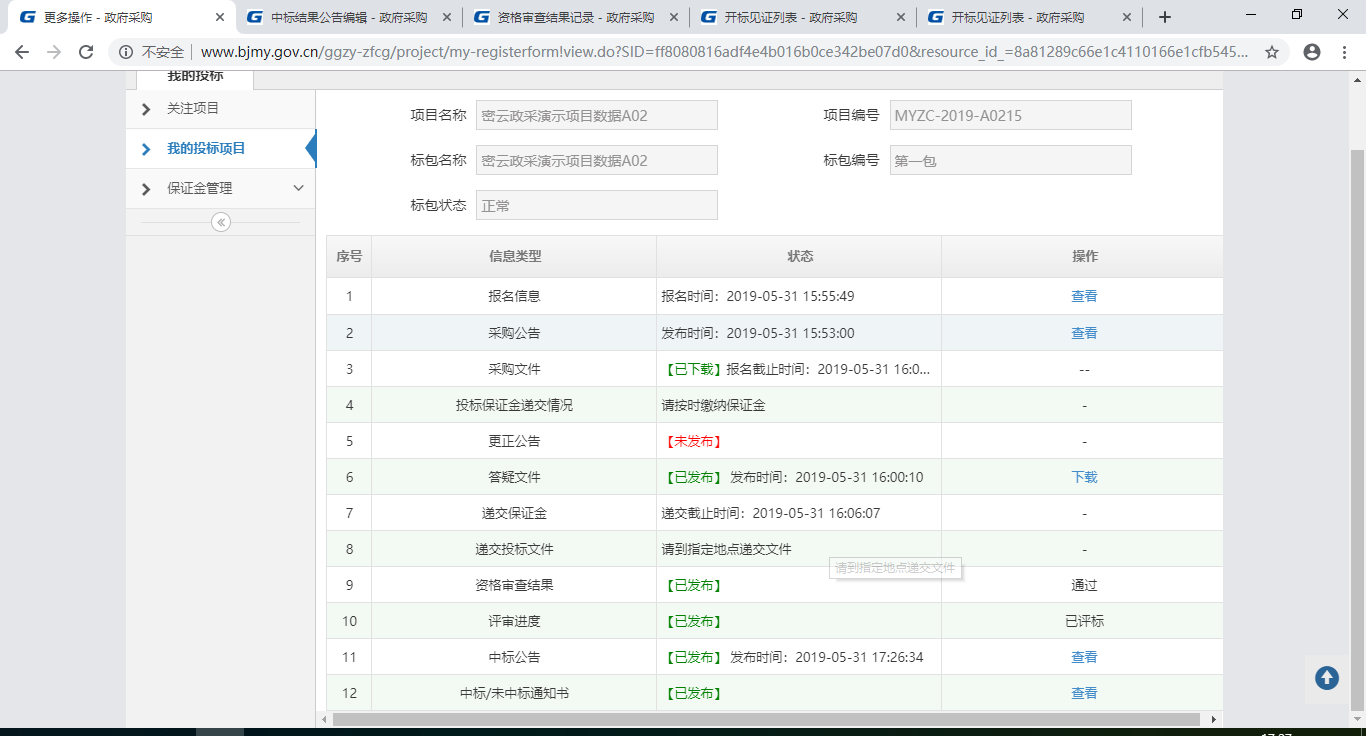 更多操作 - 政府采购
中标结果公告编辑 - 政府采购
资格审查结果记录 - 政府采购
开标见证列表 - 政府采购
开标见证列表 - 政府采购
不安全 www.bjmy.gov.cn/ggzy-zfcg/project/my-registerform!view.do?SID=ff8080816adf4e4b016b0ce342be07d0&resource_id_=8a81289c66e1c4110166e1cfb545...
我的投标
关注项目
我的投标项目
保证金管理
项目名称 密云政采演示项目数据A02 项目编号 MYZC-2019-A0215
标包名称 密云政采演示项目数据A02 标包编号 第一包
标包状态 正常
序号 信息类型 状态 操作
1 报名信息 报名时间：2019-05-31 15:55:49 查看
2 采购公告 发布时间：2019-05-31 15:53:00 查看
3 采购文件 【已下载】报名截止时间：2019-05-31 16:0... --
4 投标保证金递交情况 请按时缴纳保证金 -
5 更正公告 【未发布】 -
6 答疑文件 【已发布】 发布时间：2019-05-31 16:00:10 下载
7 递交保证金 递交截止时间：2019-05-31 16:06:07 -
8 递交投标文件 请到指定地点递交文件 -
请到指定地点递交文件
9 资格审查结果 【已发布】 通过
10 评审进度 【已发布】 已评标
11 中标公告 【已发布】 发布时间：2019-05-31 17:26:34 查看
12 中标/未中标通知书 【已发布】 查看